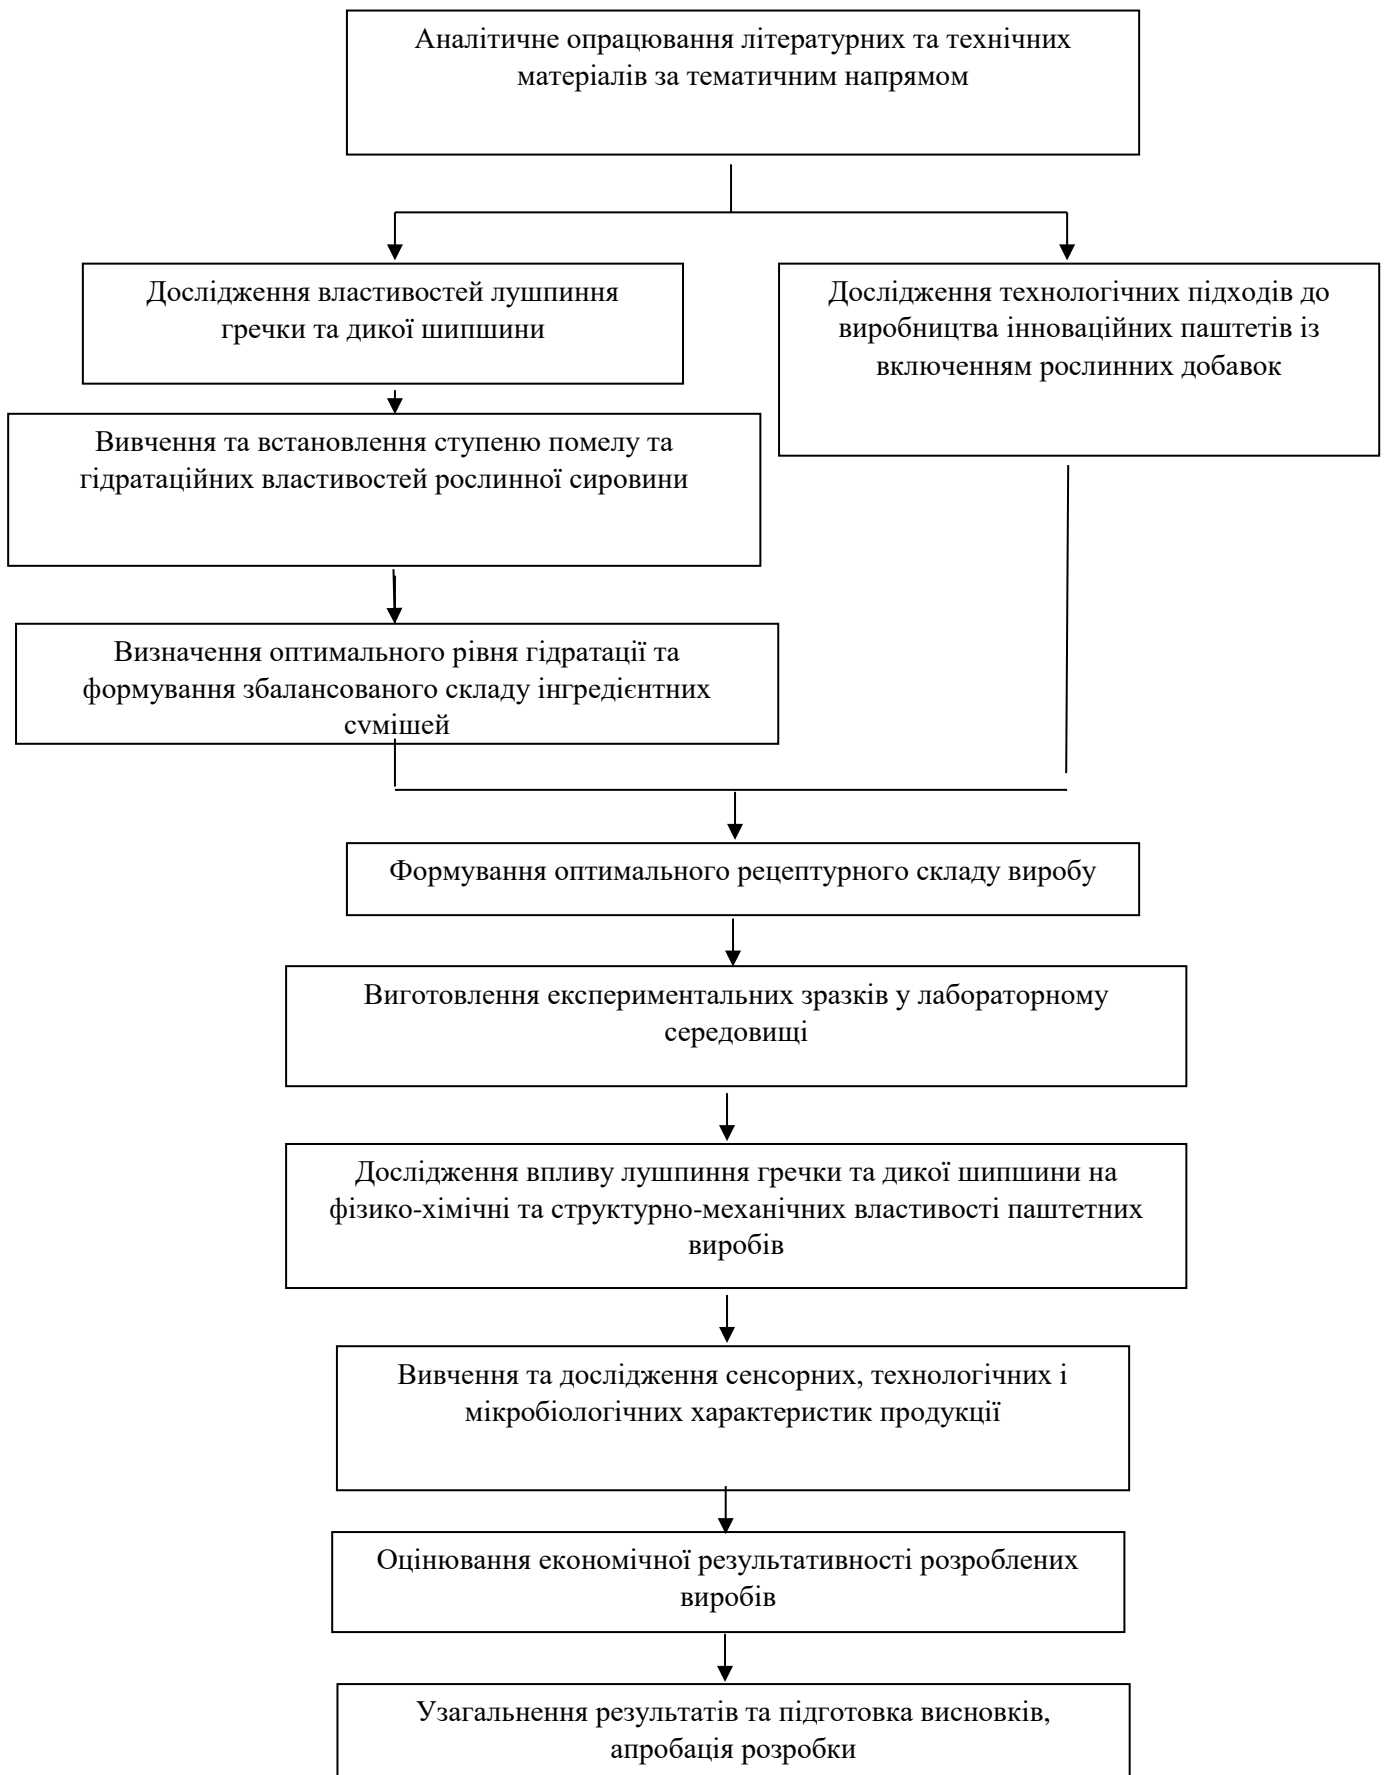 Аналітичне опрацювання літературних та технічних
матеріалів за тематичним напрямом
Дослідження властивостей лушпиння
гречки та дикої шипшини
Дослідження технологічних підходів до
виробництва інноваційних паштетів із
включенням рослинних добавок
Вивчення та встановлення ступеню помелу та
гідратаційних властивостей рослинної сировини
Визначення оптимального рівня гідратації та
формування збалансованого складу інгредієнтних
сумішей
Формування оптимального рецептурного складу виробу
Виготовлення експериментальних зразків у лабораторному
середовищі
Дослідження впливу лушпиння гречки та дикої шипшини на
фізико-хімічні та структурно-механічних властивості паштетних
виробів
Вивчення та дослідження сенсорних, технологічних і
мікробіологічних характеристик продукції
Оцінювання економічної результативності розроблених
виробів
Узагальнення результатів та підготовка висновків,
апробація розробки